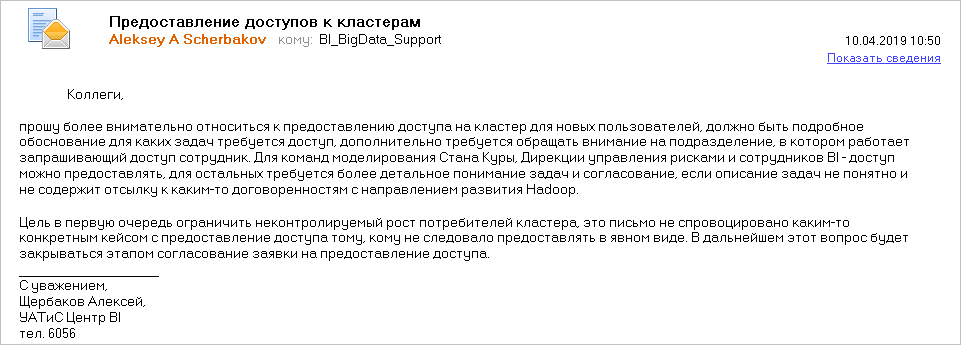 Предоставление доступов к кластерам
Aleksey A Scherbakov кому: BI_BigData_Support
10.04.2019 10:50
Показать сведения
Коллеги,
прошу более внимательно относиться к предоставлению доступа на кластер для новых пользователей, должно быть подробное
обоснование для каких задач требуется доступ, дополнительно требуется обращать внимание на подразделение, в котором работает
запрашивающий доступ сотрудник. Для команд моделирования Стана Куры, Дирекции управления рисками и сотрудников BI - доступ
можно предоставлять, для остальных требуется более детальное понимание задач и согласование, если описание задач не понятно и
не содержит отсылку к каким-то договоренностям с направлением развития Hadoop.
Цель в первую очередь ограничить неконтролируемый рост потребителей кластера, это письмо не спровоцировано каким-то
конкретным кейсом с предоставление доступа тому, кому не следовало предоставлять в явном виде. В дальнейшем этот вопрос будет
закрываться этапом согласование заявки на предоставление доступа.
С уважением,
Щербаков Алексей,
УАТиС Центр BI
тел. 6056